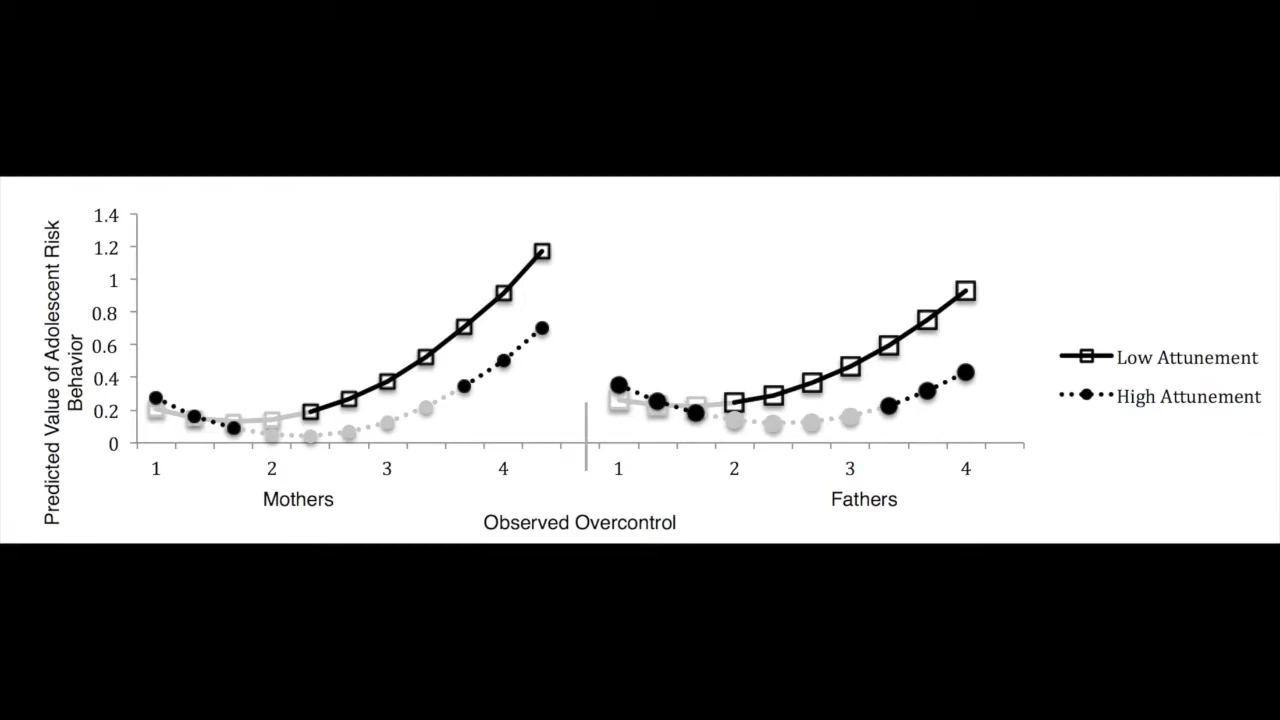 Predicted Value of Adolescent Risk
Behavior
1.4
1.2
1
0.8
0.6
0.4
0.2
0
1 2 3 4 1 2 3 4
Mothers Fathers
Observed Overcontrol
Low Attunement
High Attunement